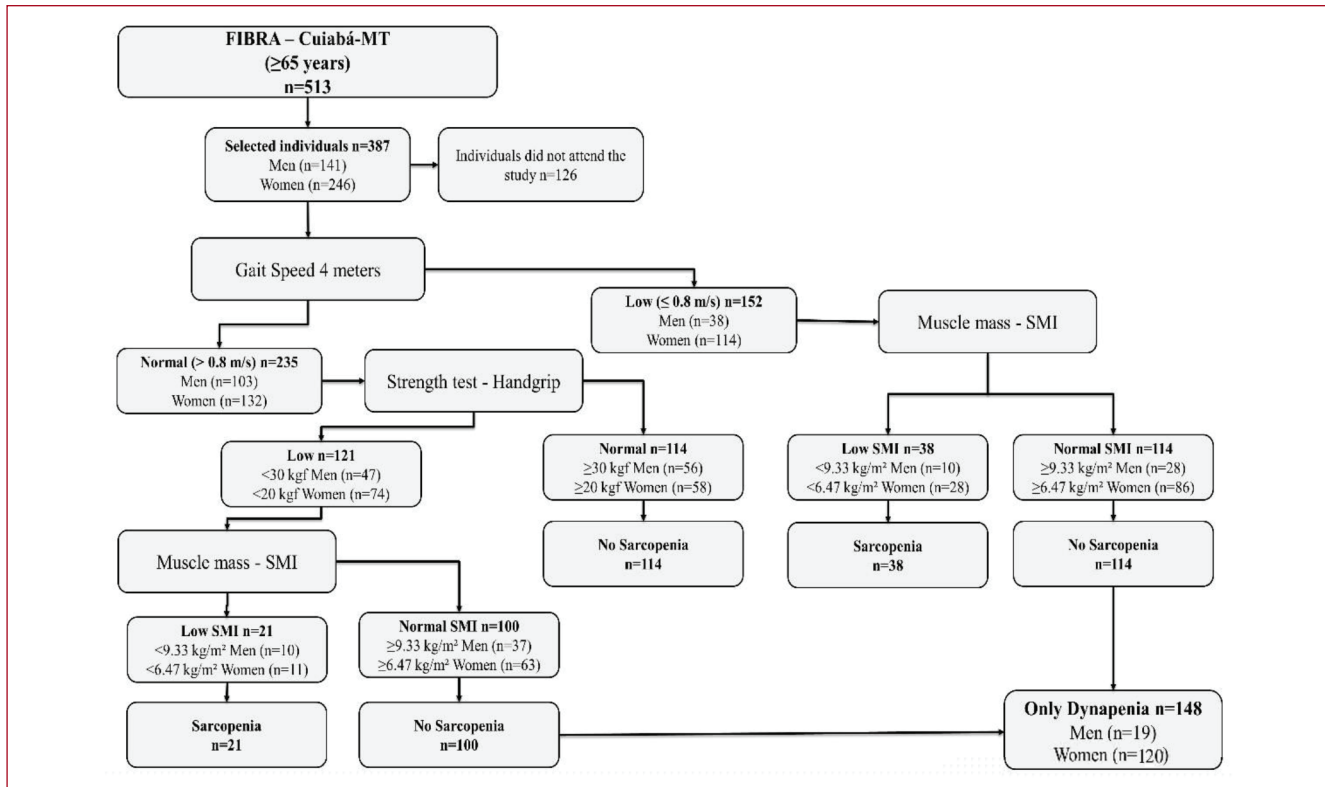 FIBRA – Cuiabá-MT
(≥65 years)
n=513
Selected individuals n=387
Men (n=141)
Women (n=246)
Individuals did not attend the
study n=126
Gait Speed 4 meters
Low (≤ 0.8 m/s) n=152
Men (n=38)
Women (n=114)
Muscle mass - SMI
Normal (> 0.8 m/s) n=235
Men (n=103)
Women (n=132)
Strength test - Handgrip
Low n=121
<30 kgf Men (n=47)
<20 kgf Women (n=74)
Normal n=114
≥30 kgf Men (n=56)
≥20 kgf Women (n=58)
Low SMI n=38
<9.33 kg/m² Men (n=10)
<6.47 kg/m² Women (n=28)
Normal SMI n=114
≥9.33 kg/m² Men (n=28)
≥6.47 kg/m² Women (n=86)
Muscle mass - SMI
No Sarcopenia
n=114
Sarcopenia
n=38
No Sarcopenia
n=114
Low SMI n=21
<9.33 kg/m² Men (n=10)
<6.47 kg/m² Women (n=11)
Normal SMI n=100
≥9.33 kg/m² Men (n=37)
≥6.47 kg/m² Women (n=63)
Sarcopenia
n=21
No Sarcopenia
n=100
Only Dynapenia n=148
Men (n=19)
Women (n=120)